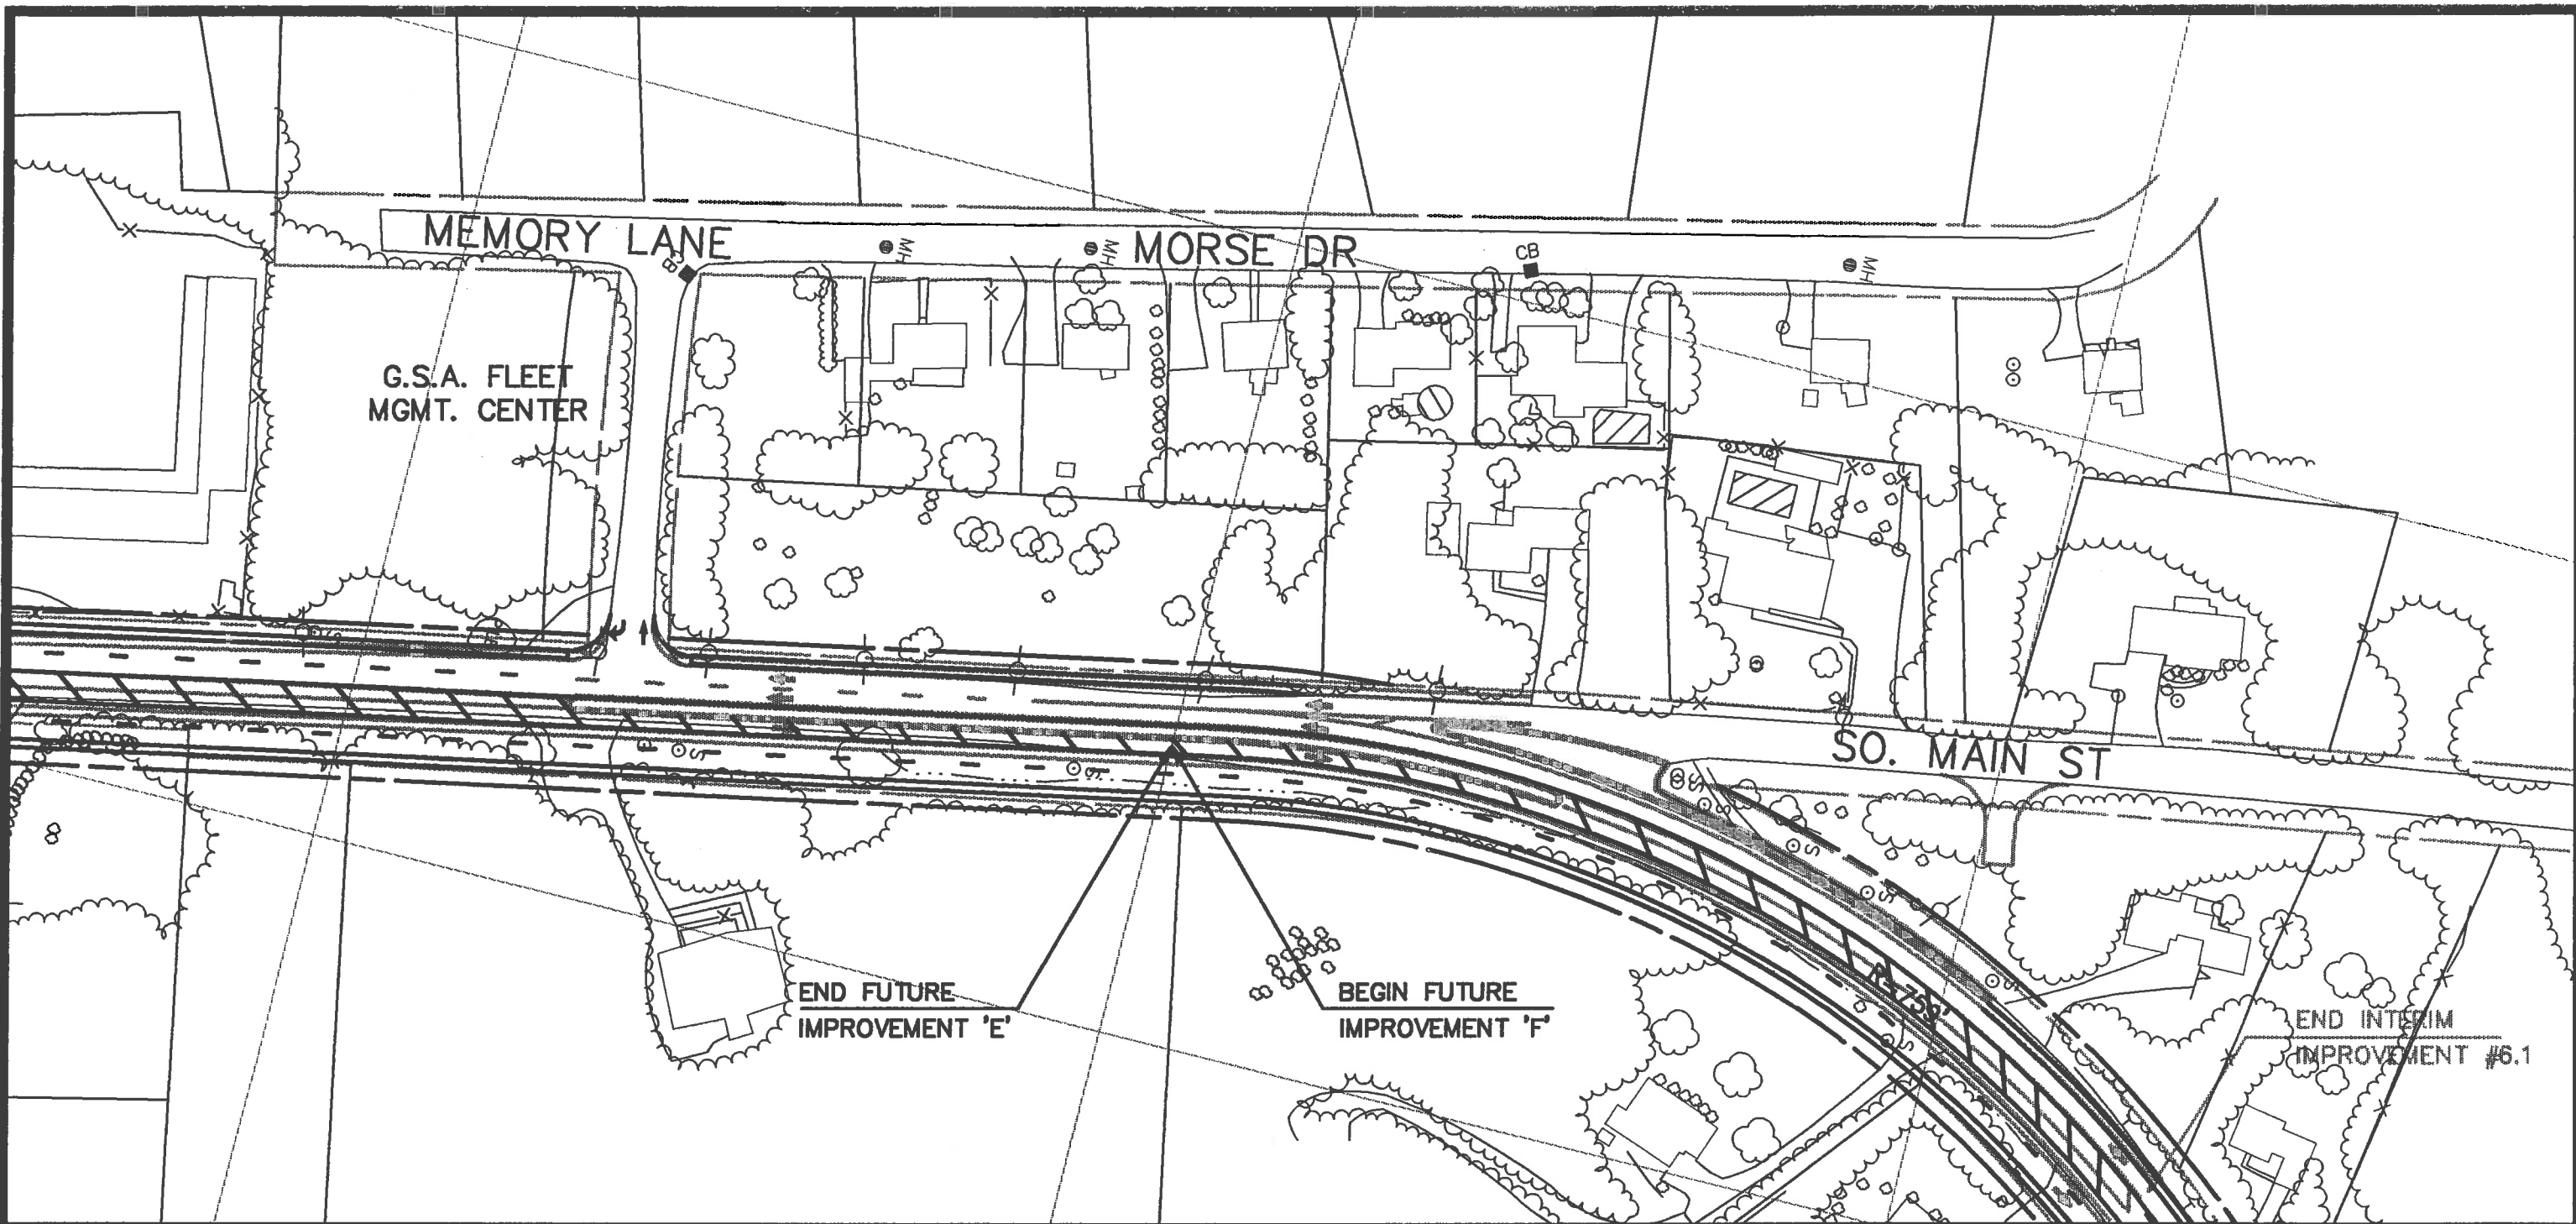 MEMORY LANE
MORSE DR
MH
MH
CB
MH
G.S.A. FLEET
MGMT. CENTER
SO. MAIN ST
END FUTURE
IMPROVEMENT 'E'
BEGIN FUTURE
IMPROVEMENT 'F'
R=755'
END INTERIM
IMPROVEMENT #6.1